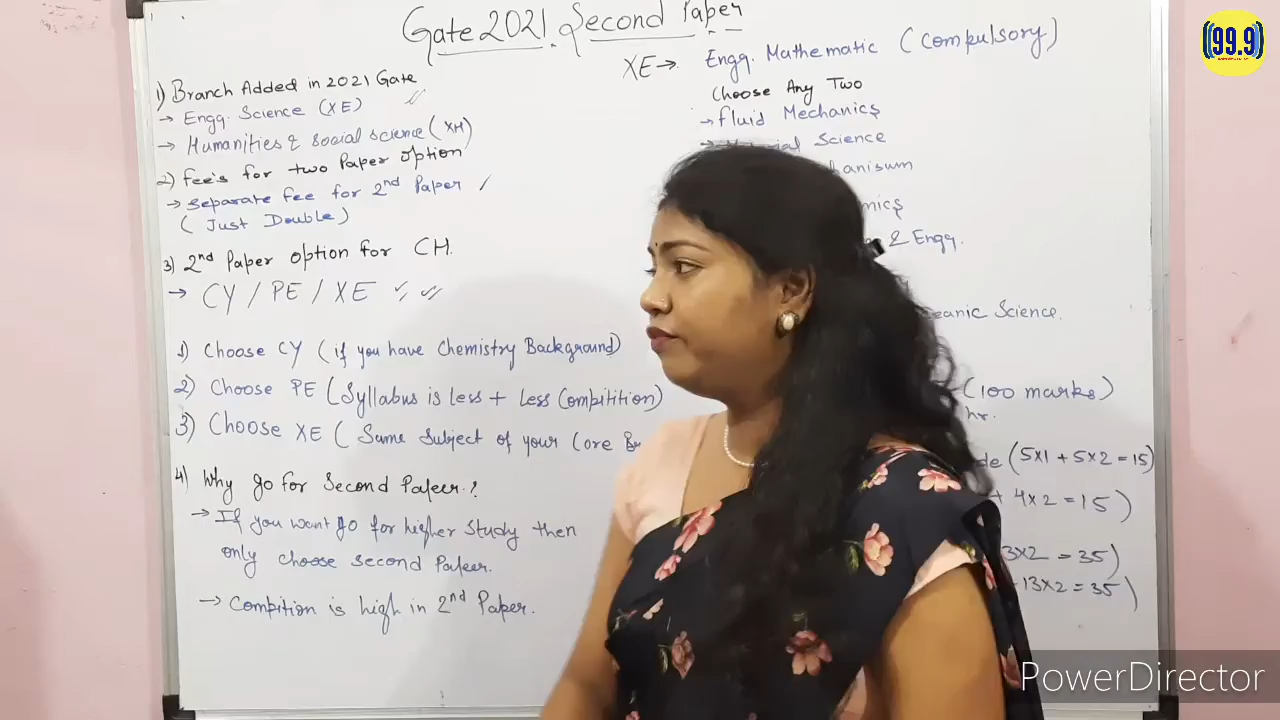 Gate 2021 Second Paper
1) Branch Added in 2021 Gate
→ Engg. Science (XE)
→ Humanities & Social science (XH)
2) Fee's for two Paper option
→ Separate fee for 2nd Paper
(Just Double)
3) 2nd Paper option for CH.
→ CY / PE / XE
1) Choose CY (if you have Chemistry Background)
2) Choose PE (Syllabus is less + less Compitition)
3) Choose XE (Same Subject of your Core
4) Why go for Second Pafeer.?
→ If you want go for higher study then
only choose second Pafeer.
→ Compition is high in 2nd Paper.
XE → Engg. Mathematic (Compulsory)
Choose Any Two
→ fluid Mechanics
Science
& Engg.
Science.
(100 marks)
hr.
(5x1 + 5x2 = 15)
+ 4x2 = 15)
3x2 = 35)
13x2 = 35)
99.9
PowerDirector